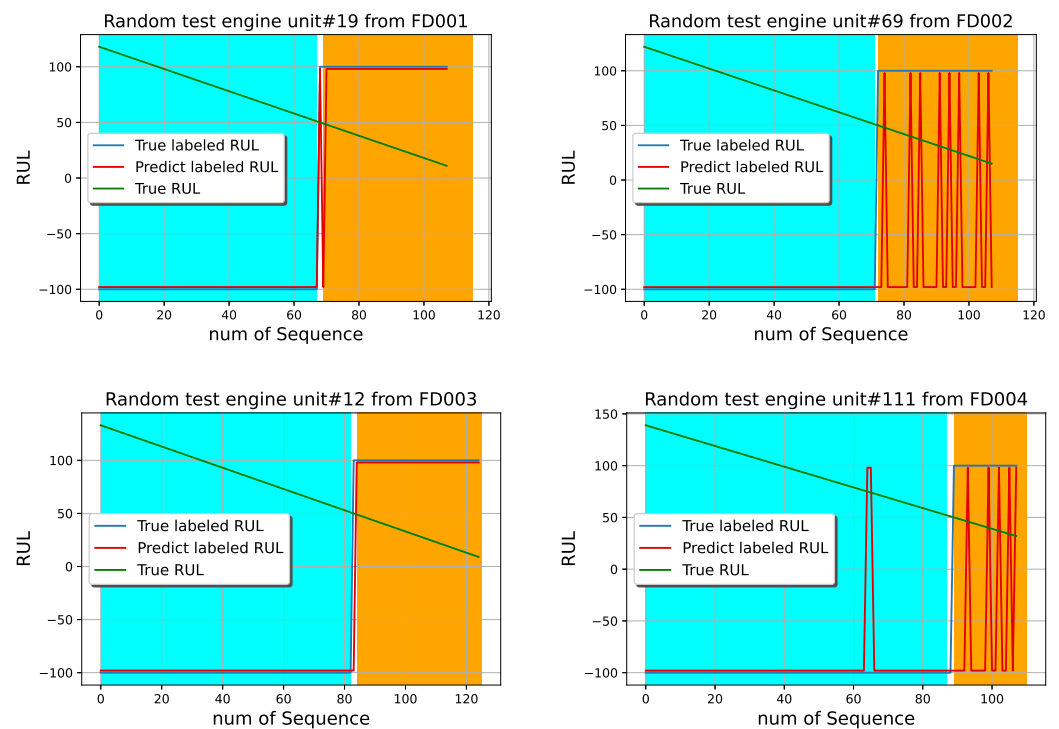 Random test engine unit#19 from FD001
100
50
0
−50
−100
RUL
True labeled RUL
Predict labeled RUL
True RUL
0 20 40 60 80 100 120
num of Sequence
Random test engine unit#69 from FD002
100
50
0
−50
−100
RUL
True labeled RUL
Predict labeled RUL
True RUL
0 20 40 60 80 100 120
num of Sequence
Random test engine unit#12 from FD003
100
50
0
−50
−100
RUL
True labeled RUL
Predict labeled RUL
True RUL
0 20 40 60 80 100 120
num of Sequence
Random test engine unit#111 from FD004
150
100
50
0
−50
−100
RUL
True labeled RUL
Predict labeled RUL
True RUL
0 20 40 60 80 100
num of Sequence